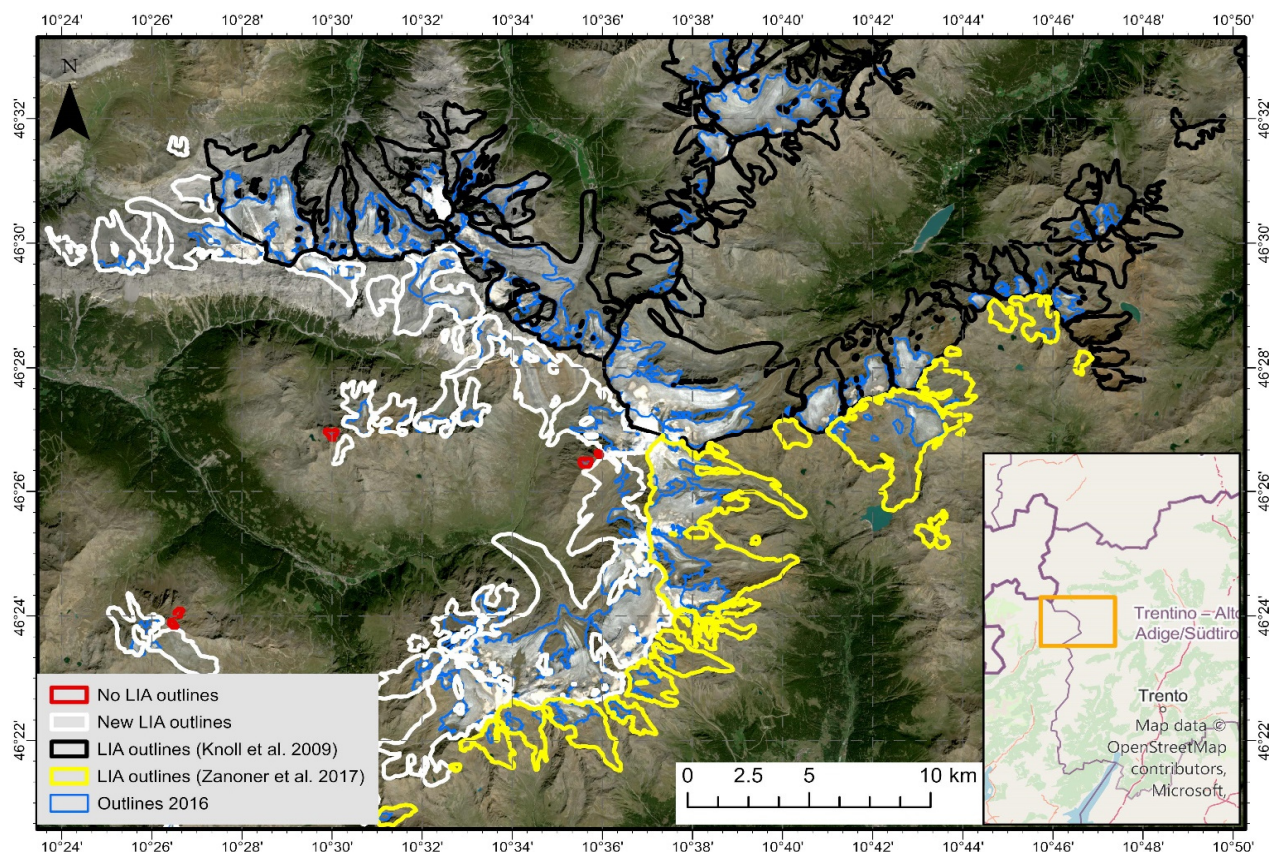 10°24' 10°26' 10°28' 10°30' 10°32' 10°34' 10°36' 10°38' 10°40' 10°42' 10°44' 10°46' 10°48' 10°50'
N
46°32' 46°32'
46°30' 46°30'
46°28' 46°28'
46°26' 46°26'
46°24' 46°24'
46°22' 46°22'
No LIA outlines
New LIA outlines
LIA outlines (Knoll et al. 2009)
LIA outlines (Zanoner et al. 2017)
Outlines 2016
0 2.5 5 10 km
Trentino – Alto
Adige/Südtiro
Trento
Map data ©
OpenStreetMap
contributors,
Microsoft,
10°24' 10°26' 10°28' 10°30' 10°32' 10°34' 10°36' 10°38' 10°40' 10°42' 10°44' 10°46' 10°48' 10°50'